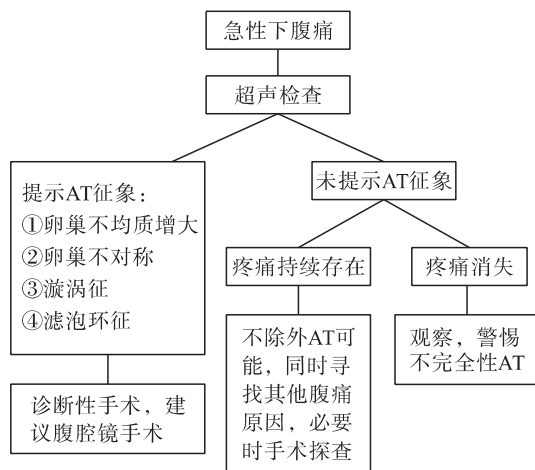 急性下腹痛
超声检查
提示AT征象：
①卵巢不均质增大
②卵巢不对称
③漩涡征
④滤泡环征
未提示AT征象
疼痛持续存在
疼痛消失
诊断性手术，建
议腹腔镜手术
不除外AT可
能，同时寻
找其他腹痛
原因，必要
时手术探查
观察，警惕
不完全性AT